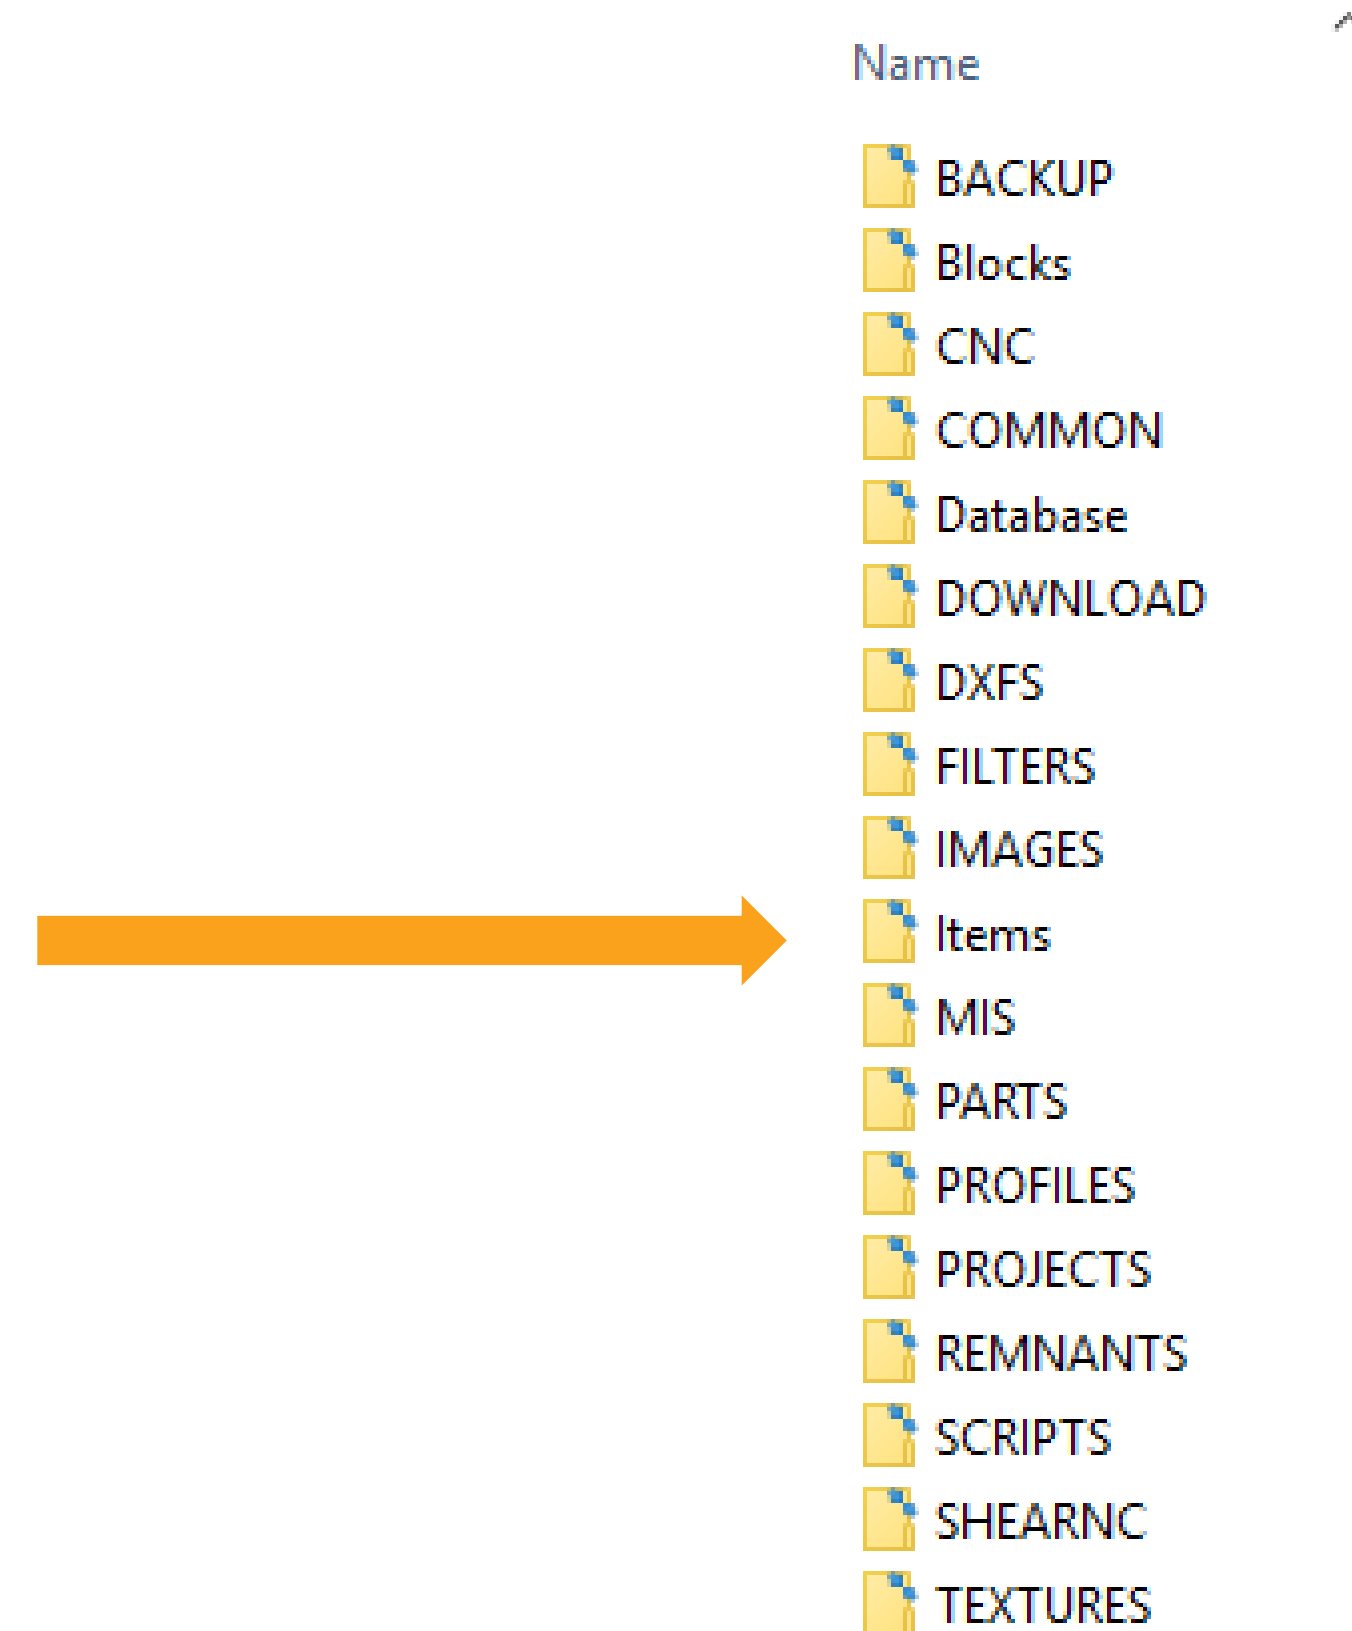 Name
BACKUP
Blocks
CNC
COMMON
Database
DOWNLOAD
DXFS
FILTERS
IMAGES
Items
MIS
PARTS
PROFILES
PROJECTS
REMNANTS
SCRIPTS
SHEARNC
TEXTURES